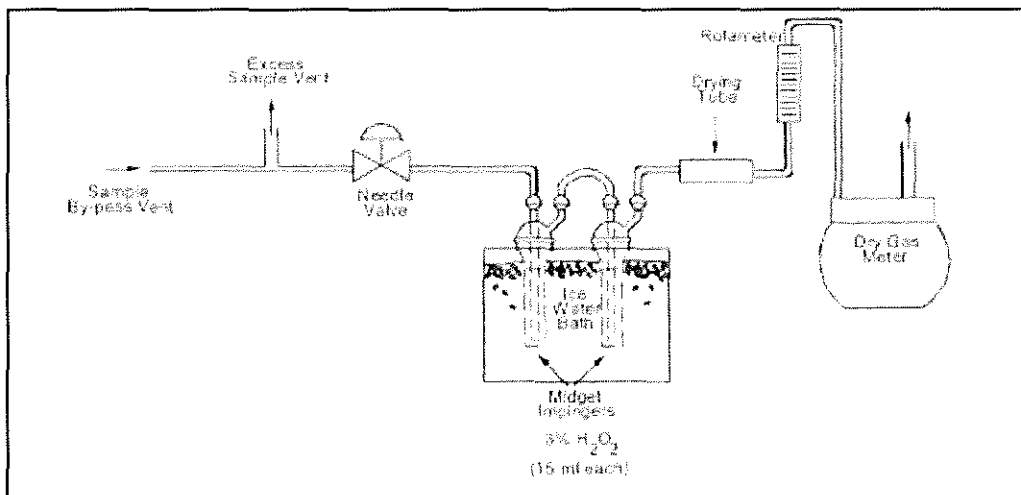 Rotameter
Excess
Sample Vent
Drying
Tube
Sample
By-pass Vent
Needle
Valve
Dry Gas
Meter
Ice
Water
Bath
Midget
Impingers
3% H₂O₂
(15 ml each)